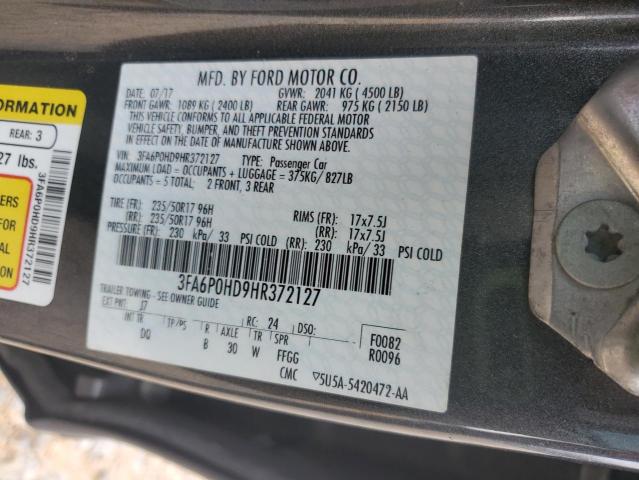 MFD. BY FORD MOTOR CO.
07/17 GVWR: 2041 KG ( 4500 LB)
FRONT GAWR: 1089 KG ( 2400 LB) REAR GAWR: 975 KG ( 2150 LB)
THIS VEHICLE CONFORMS TO ALL APPLICABLE FEDERAL MOTOR
VEHICLE SAFETY, BUMPER, AND THEFT PREVENTION STANDARDS
IN EFFECT ON THE DATE OF MANUFACTURE SHOWN ABOVE.
VIN: 3FA6P0HD9HR372127 TYPE: Passenger Car
MAXIMUM LOAD = OCCUPANTS + LUGGAGE = 375KG/ 827LB
OCCUPANTS = 5 TOTAL: 2 FRONT, 3 REAR
TIRE (FR): 235/50R17 96H RIMS (FR): 17x7.5J
(RR): 235/50R17 96H (RR): 17x7.5J
PRESSURE (FR): 230 kPa/ 33 PSI COLD (RR): 230 kPa/33 PSI COLD
3FA6P0HD9HR372127
TRAILER TOWING - SEE OWNER GUIDE
EXT PNT: J7 RC: 24 DSO:
INT TR TP/PS R AXLE TR SPR F0082
DQ B 30 W FFGG R0096
CMC ▽5U5A-5420472-AA
FORMATION
REAR: 3
27 lbs.
3FA6P0HD9HR372127
ERS
FOR
AL
ION